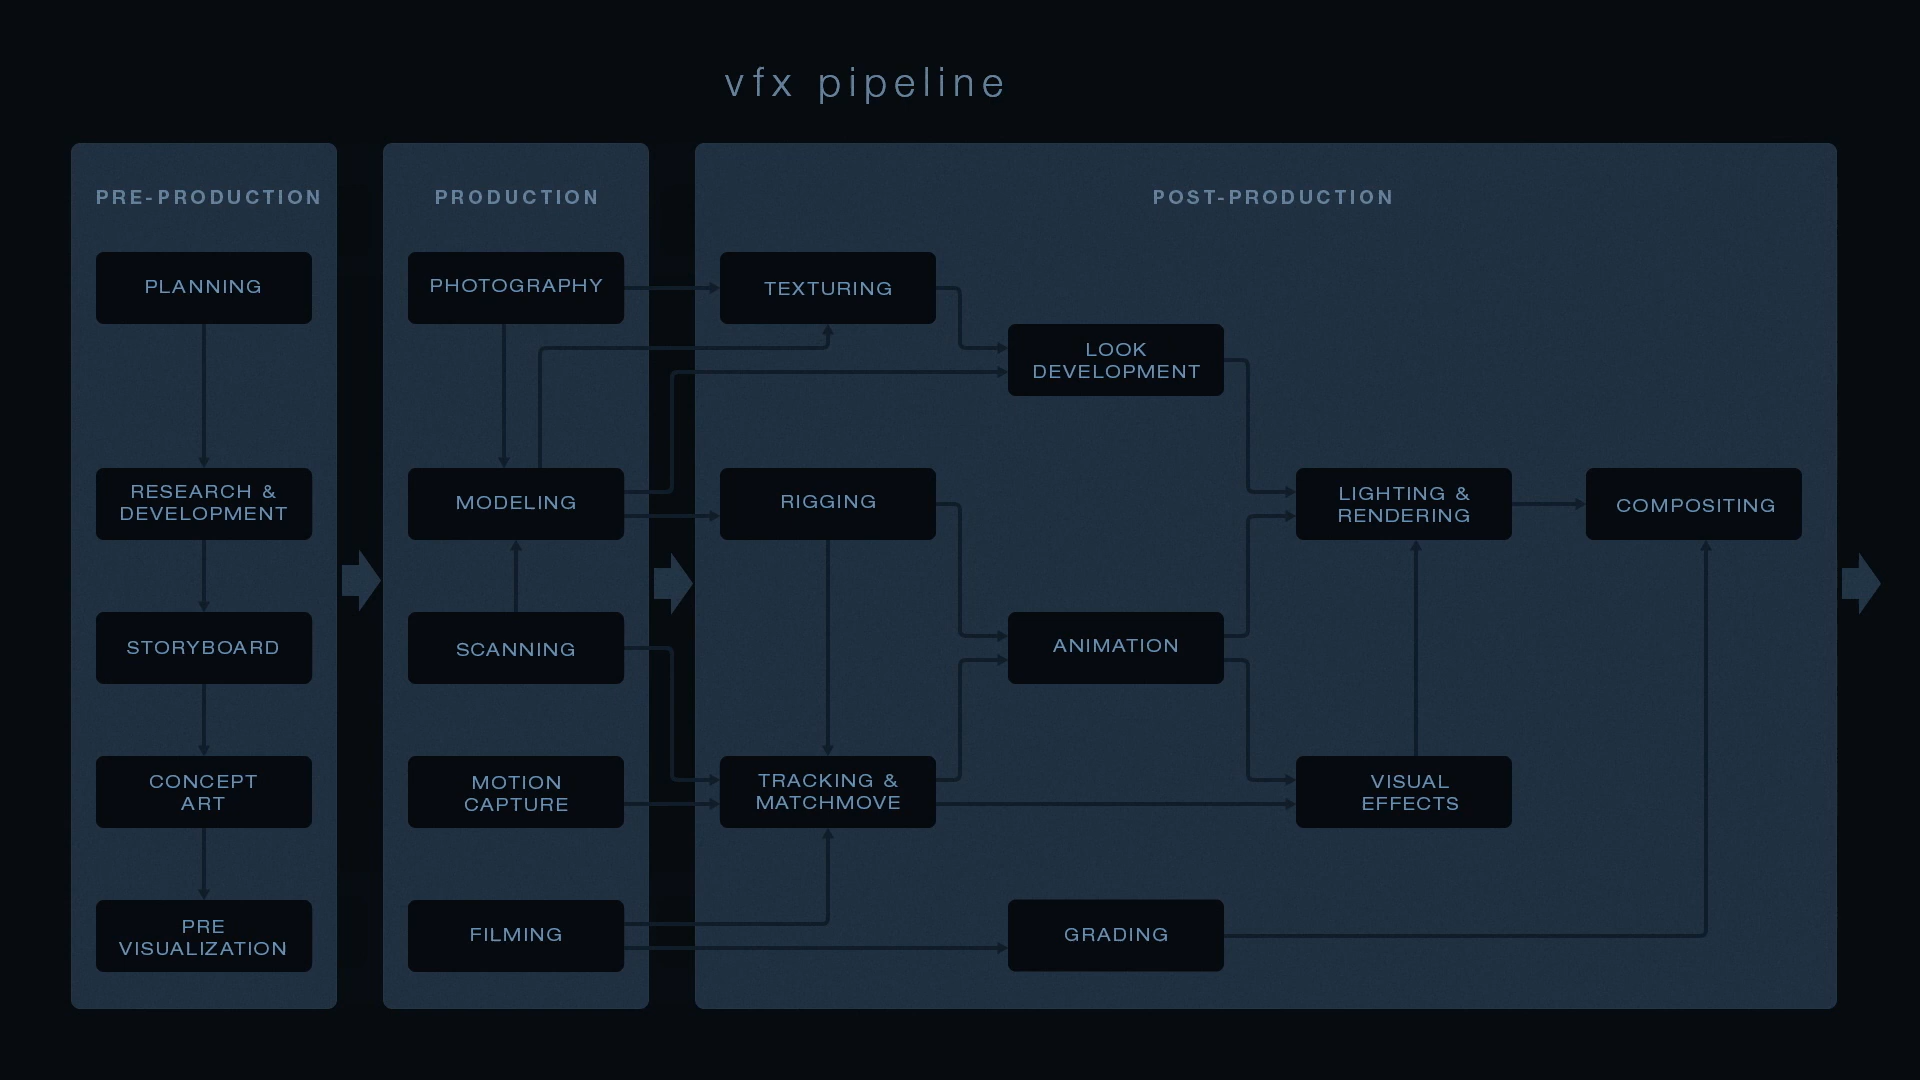 vfx pipeline
PRE-PRODUCTION
PLANNING
RESEARCH &
DEVELOPMENT
STORYBOARD
CONCEPT
ART
PRE
VISUALIZATION
PRODUCTION
PHOTOGRAPHY
MODELING
SCANNING
MOTION
CAPTURE
FILMING
POST-PRODUCTION
TEXTURING
LOOK
DEVELOPMENT
RIGGING
LIGHTING &
RENDERING
COMPOSITING
ANIMATION
TRACKING &
MATCHMOVE
VISUAL
EFFECTS
GRADING